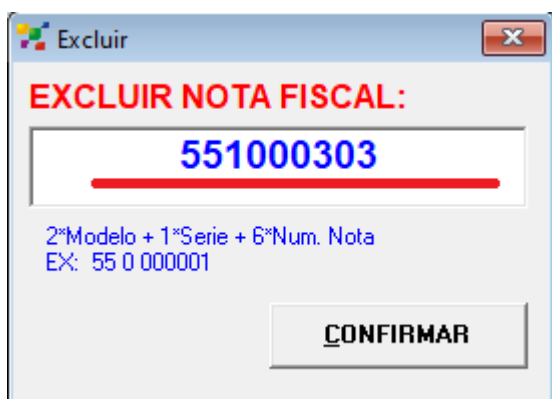 Excluir
EXCLUIR NOTA FISCAL:
551000303
2*Modelo + 1*Serie + 6*Num. Nota
EX: 55 0 000001
CONFIRMAR